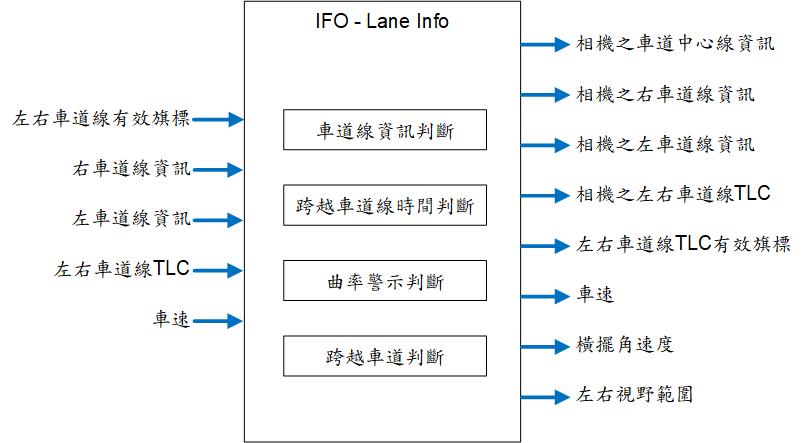 IFO - Lane Info
左右車道線有效旗標
右車道線資訊
左車道線資訊
左右車道線TLC
車速
車道線資訊判斷
跨越車道線時間判斷
曲率警示判斷
跨越車道判斷
相機之車道中心線資訊
相機之右車道線資訊
相機之左車道線資訊
相機之左右車道線TLC
左右車道線TLC有效旗標
車速
橫擺角速度
左右視野範圍